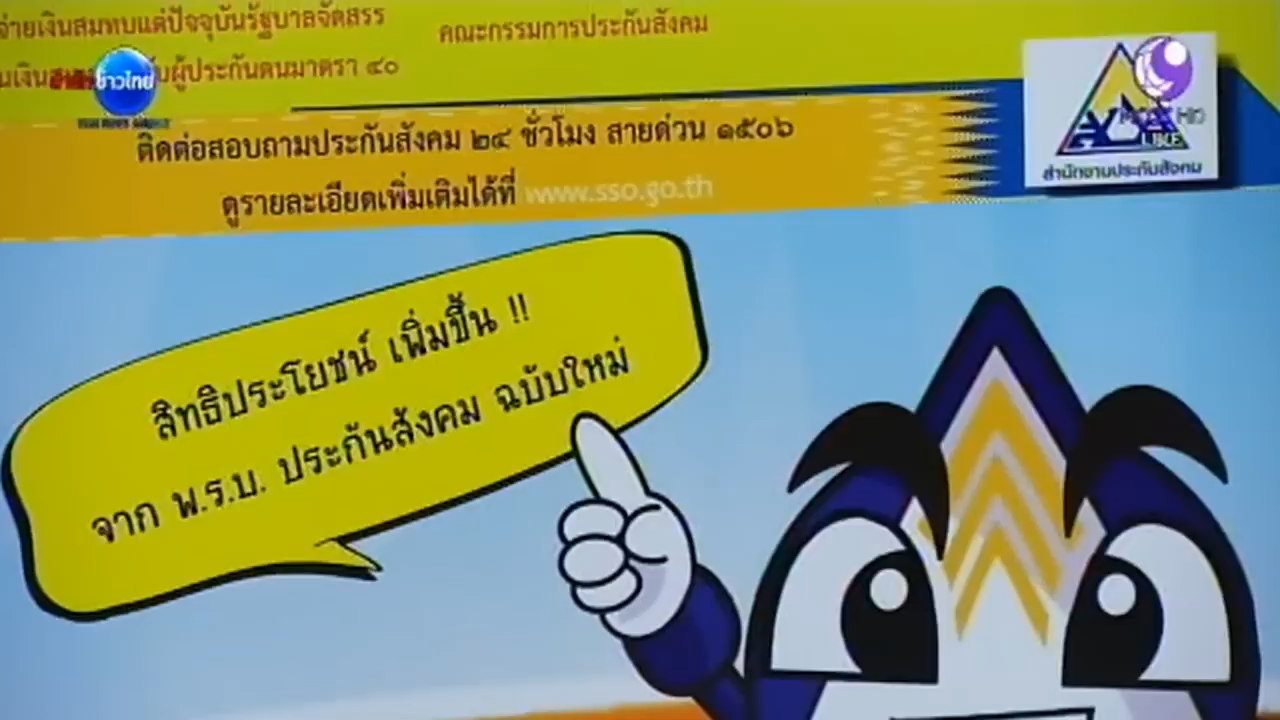 จ่ายเงินสมทบแต่ปัจจุบันรัฐบาลจัดสรร
คณะกรรมการประกันสังคม
ผู้ประกันตนมาตรา ๔๐
ข่าวไทย
ติดต่อสอบถามประกันสังคม ๒๔ ชั่วโมง สายด่วน ๑๕๐๖
ดูรายละเอียดเพิ่มเติมได้ที่ www.sso.go.th
LIKE
สำนักงานประกันสังคม
สิทธิประโยชน์ เพิ่มขึ้น !!
จาก พ.ร.บ. ประกันสังคม ฉบับใหม่